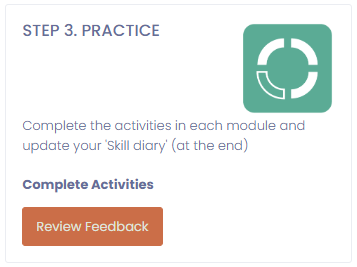 STEP 3. PRACTICE
Complete the activities in each module and
update your 'Skill diary' (at the end)
Complete Activities
Review Feedback